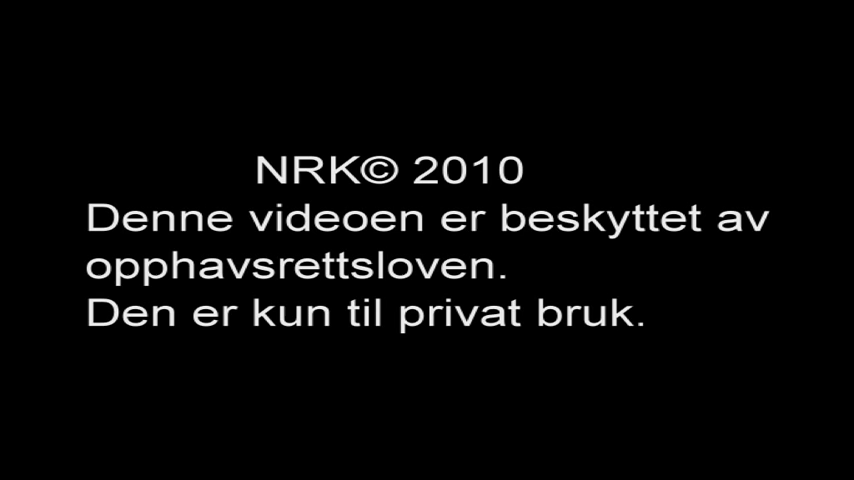 NRK© 2010
Denne videoen er beskyttet av
opphavsrettsloven.
Den er kun til privat bruk.